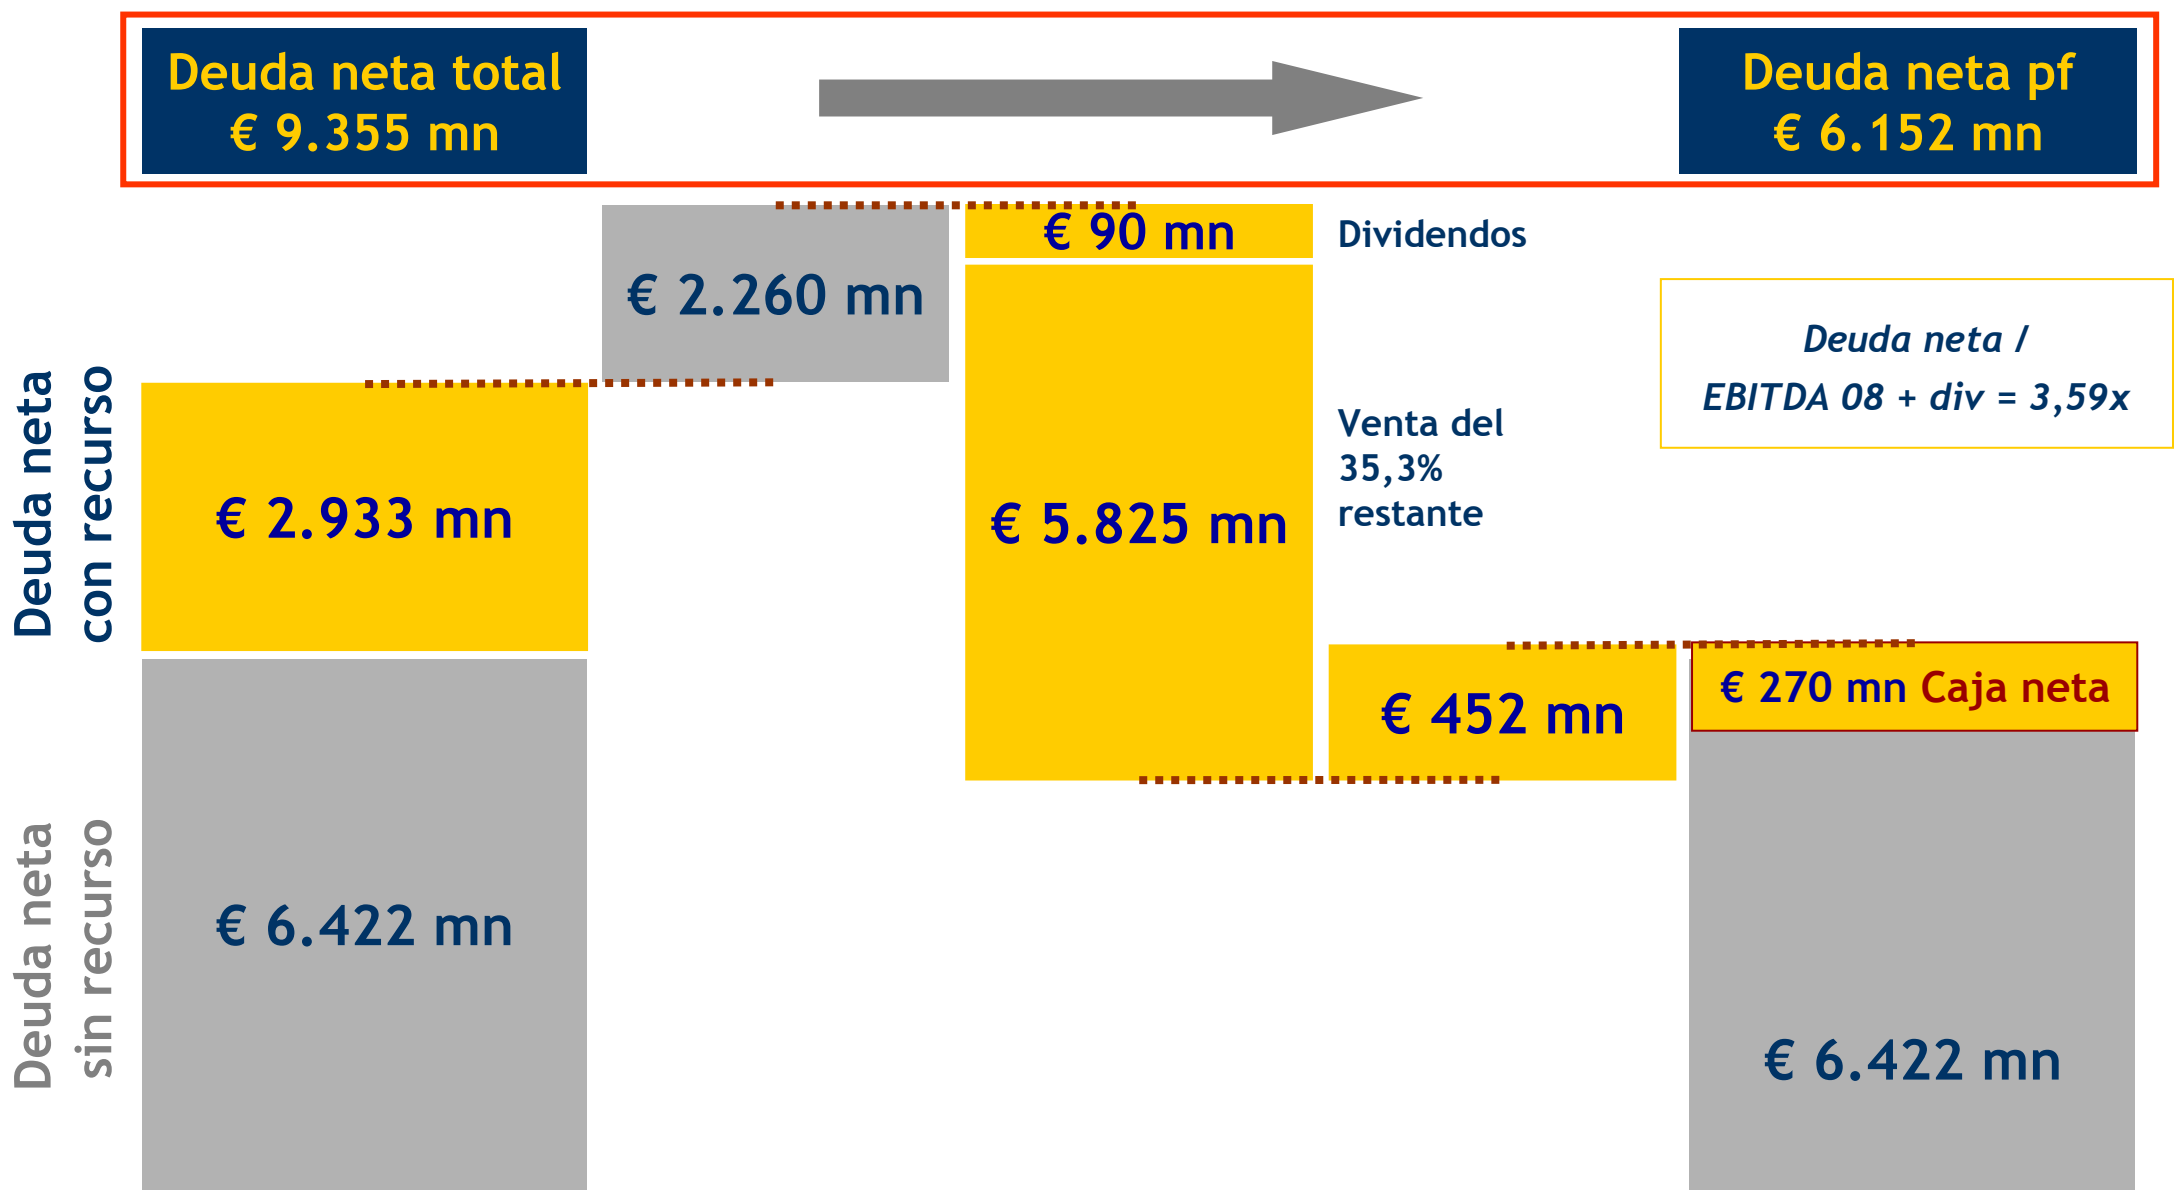 Deuda neta total
€ 9.355 mn
Deuda neta pf
€ 6.152 mn
€ 90 mn
Dividendos
€ 2.260 mn
Deuda neta /
EBITDA 08 + div = 3,59x
Deuda neta
con recurso
€ 2.933 mn
€ 5.825 mn
Venta del
35,3%
restante
€ 452 mn
€ 270 mn Caja neta
Deuda neta
sin recurso
€ 6.422 mn
€ 6.422 mn